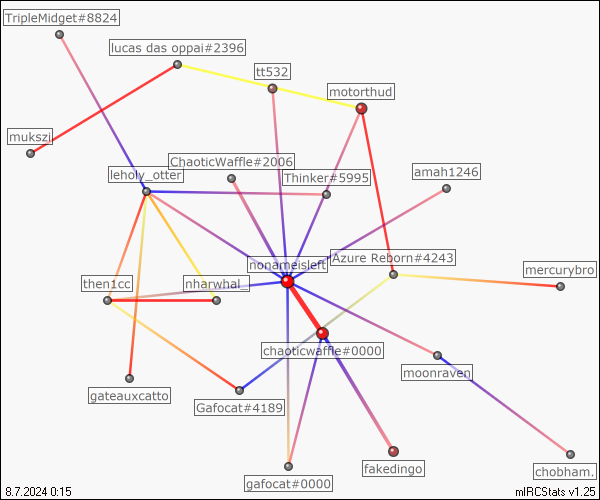 TripleMidget#8824
lucas das oppai#2396
tt532
motorthud
mukszi
ChaoticWaffle#2006
leholy_otter
Thinker#5995
amah1246
Azure Reborn#4243
nonameisleft
mercurybro
then1cc
nharwhal_
chaoticwaffle#0000
moonraven
gateauxcatto
Gafocat#4189
fakedingo
chobham.
gafocat#0000
8.7.2024 0:15
mIRCStats v1.25